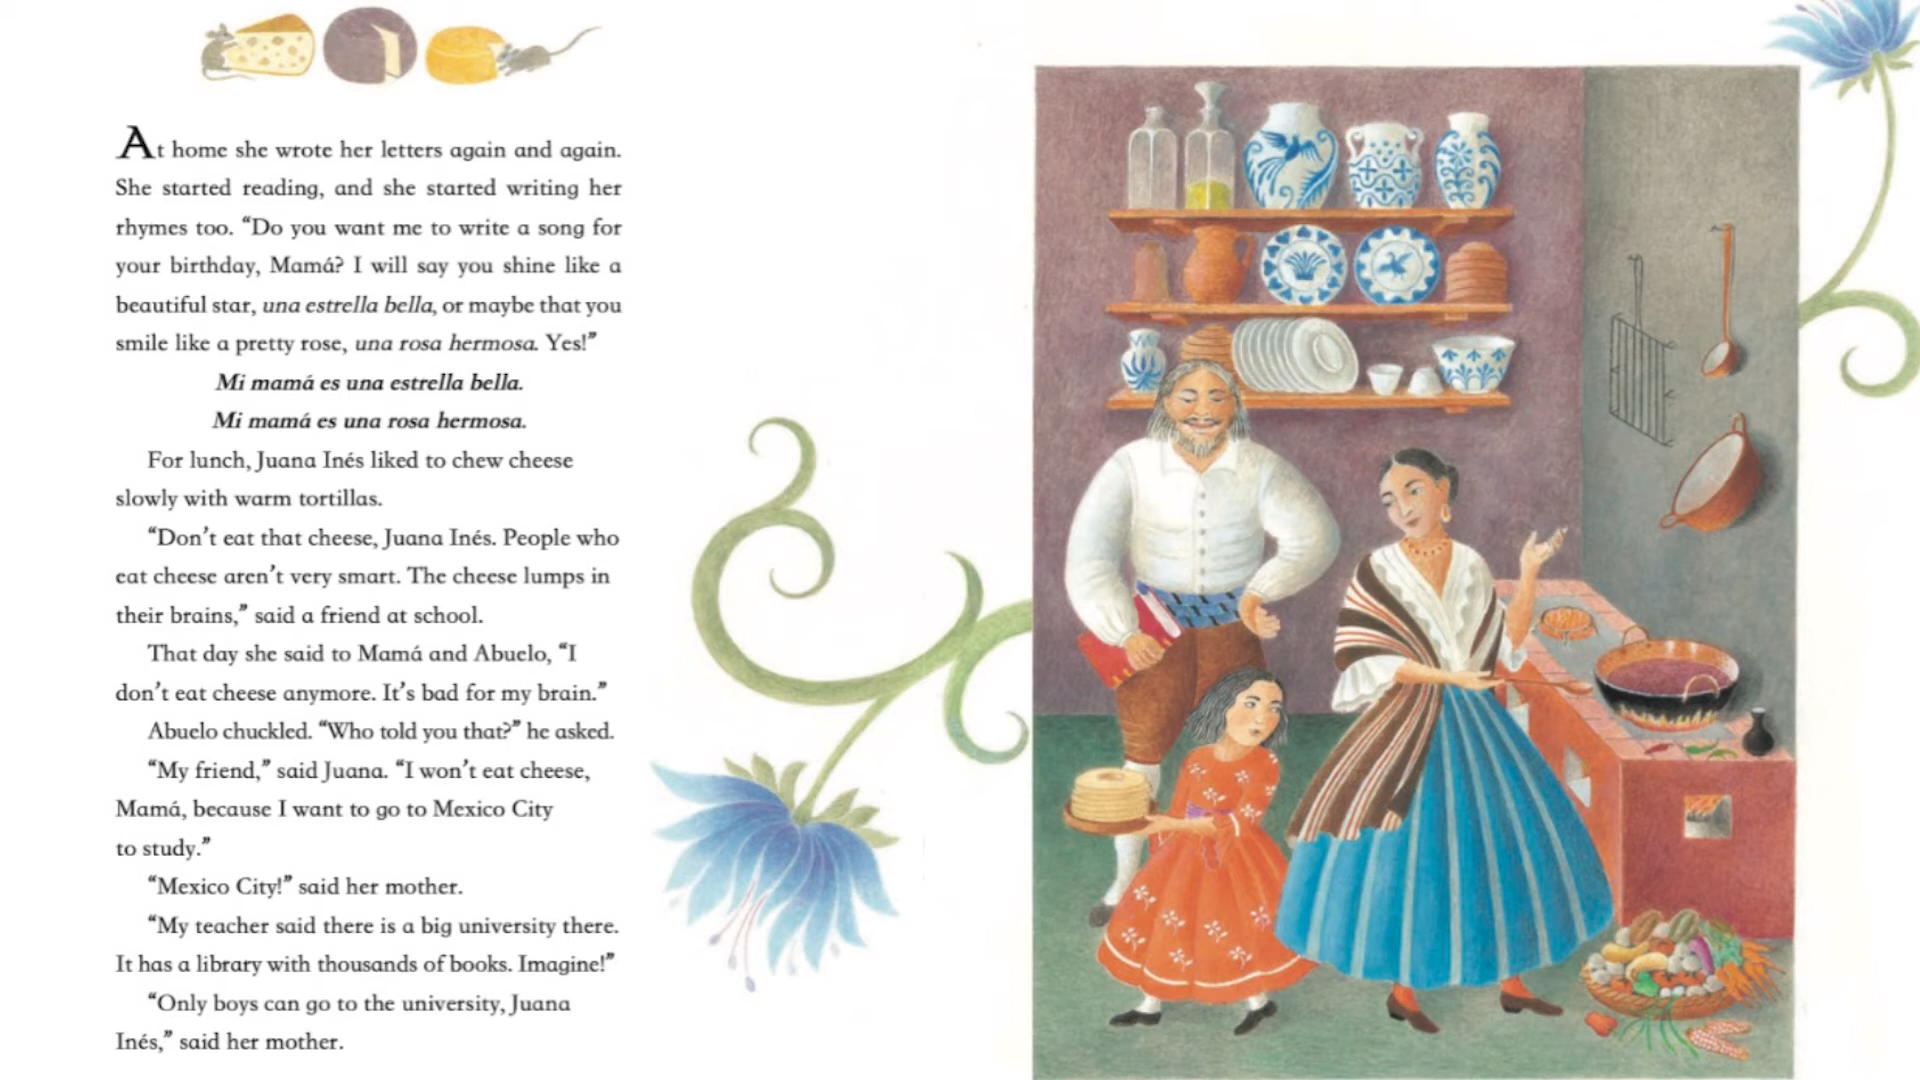 At home she wrote her letters again and again.
She started reading, and she started writing her
rhymes too. “Do you want me to write a song for
your birthday, Mamá? I will say you shine like a
beautiful star, una estrella bella, or maybe that you
smile like a pretty rose, una rosa hermosa. Yes!”
Mi mamá es una estrella bella.
Mi mamá es una rosa hermosa.
For lunch, Juana Inés liked to chew cheese
slowly with warm tortillas.
“Don’t eat that cheese, Juana Inés. People who
eat cheese aren’t very smart. The cheese lumps in
their brains,” said a friend at school.
That day she said to Mamá and Abuelo, “I
don’t eat cheese anymore. It’s bad for my brain.”
Abuelo chuckled. “Who told you that?” he asked.
“My friend,” said Juana. “I won’t eat cheese,
Mamá, because I want to go to Mexico City
to study.”
“Mexico City!” said her mother.
“My teacher said there is a big university there.
It has a library with thousands of books. Imagine!”
“Only boys can go to the university, Juana
Inés,” said her mother.